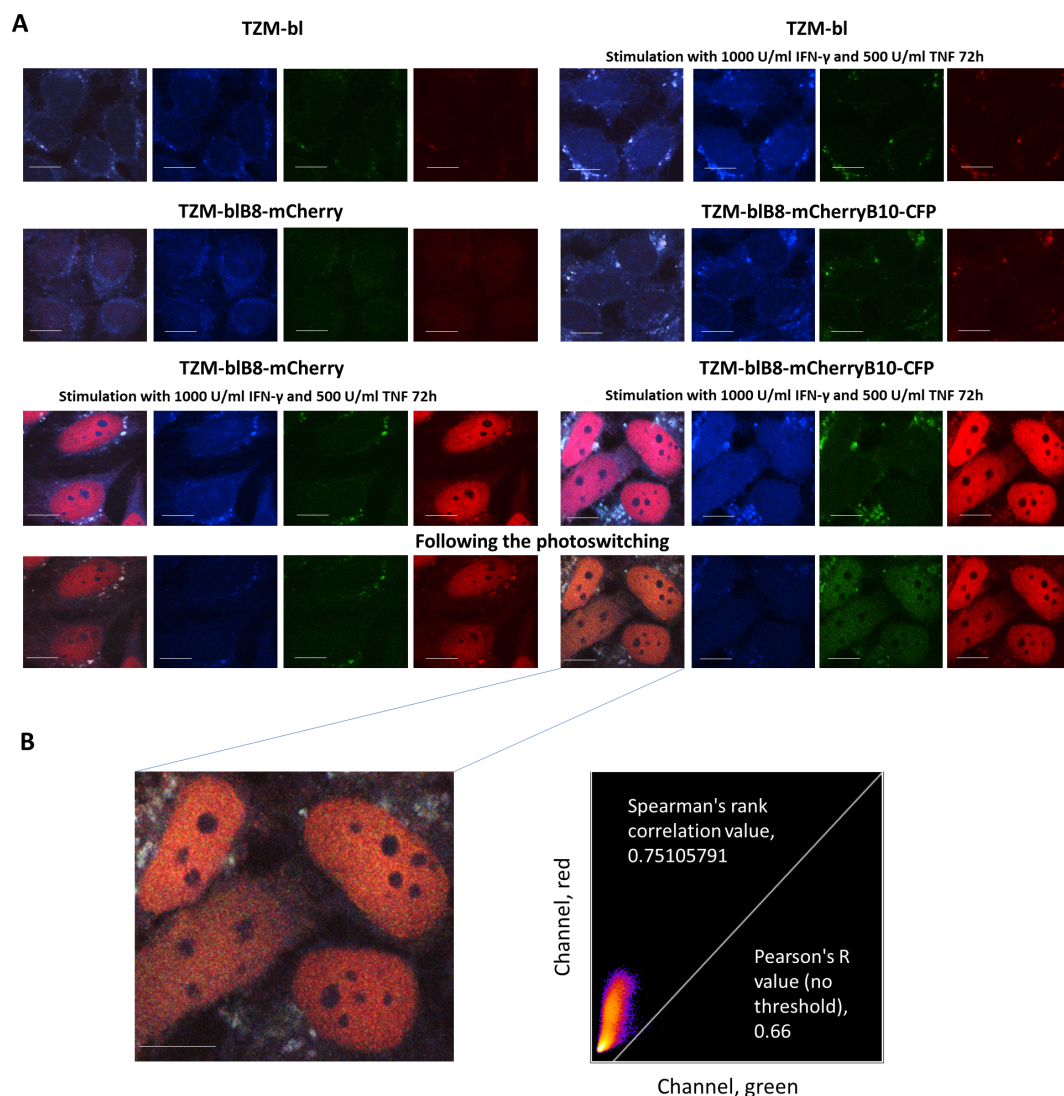 A
TZM-bl
TZM-bl
Stimulation with 1000 U/ml IFN-γ and 500 U/ml TNF 72h
TZM-blB8-mCherry
TZM-blB8-mCherryB10-CFP
TZM-blB8-mCherry
Stimulation with 1000 U/ml IFN-γ and 500 U/ml TNF 72h
TZM-blB8-mCherryB10-CFP
Stimulation with 1000 U/ml IFN-γ and 500 U/ml TNF 72h
Following the photoswitching
B
Spearman's rank
correlation value,
0.75105791
Pearson's R
value (no
threshold),
0.66
Channel, red
Channel, green